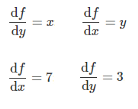 df/dy = x df/dx = y
df/dx = 7 df/dy = 3